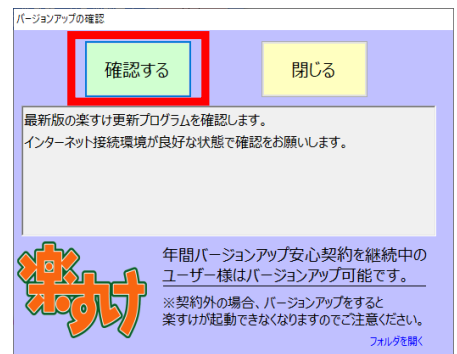 バージョンアップの確認
確認する
閉じる
最新版の楽すけ更新プログラムを確認します。
インターネット接続環境が良好な状態で確認をお願いします。
楽すけ
年間バージョンアップ安心契約を継続中の
ユーザー様はバージョンアップ可能です。
※契約外の場合、バージョンアップをすると
楽すけが起動できなくなりますのでご注意ください。
フォルダを開く